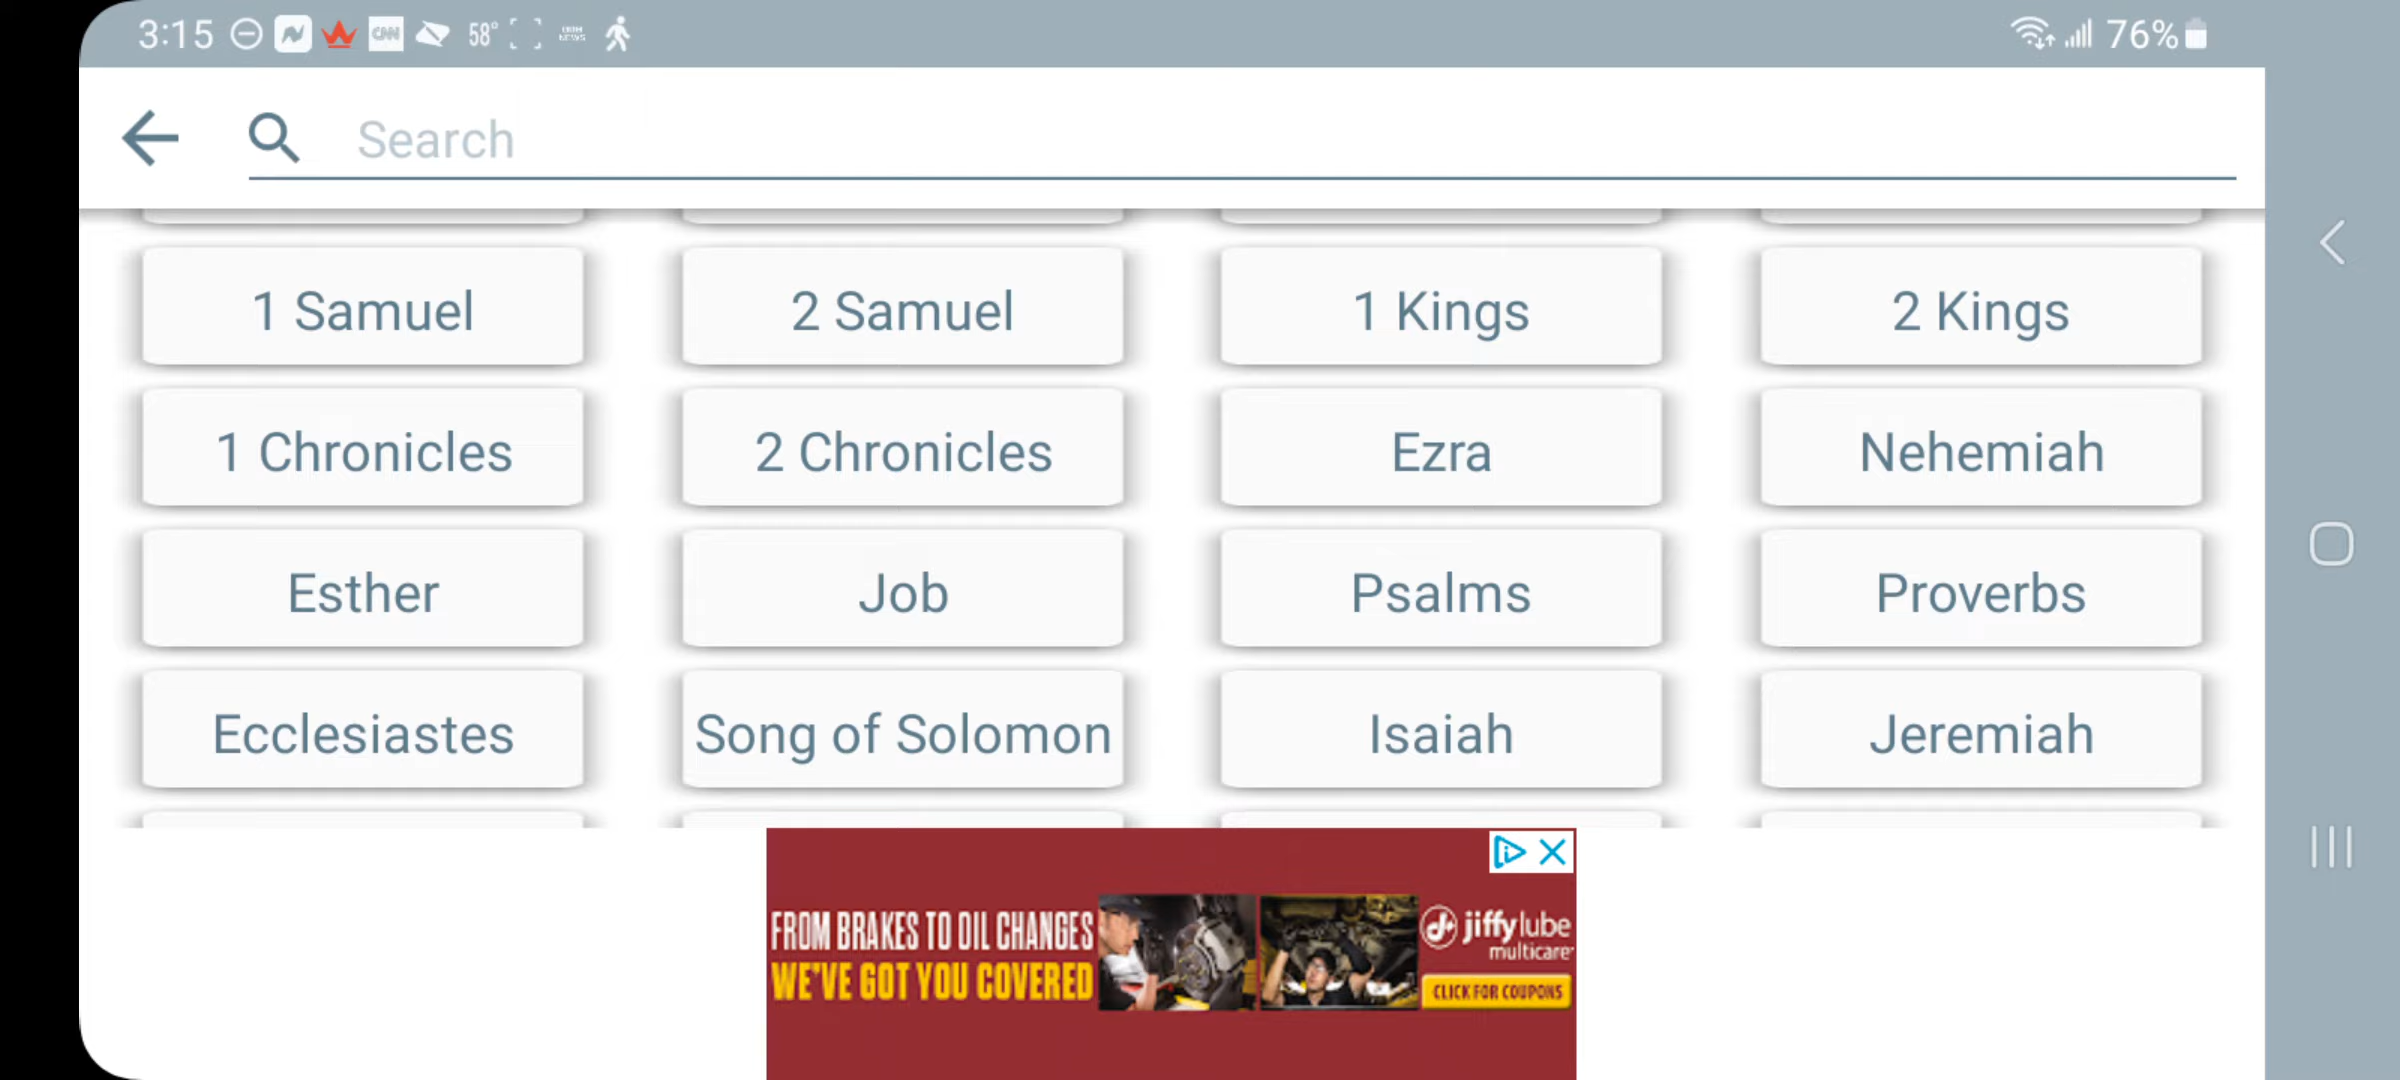 3:15 CNN 58° 76%
Search
1 Samuel 2 Samuel 1 Kings 2 Kings
1 Chronicles 2 Chronicles Ezra Nehemiah
Esther Job Psalms Proverbs
Ecclesiastes Song of Solomon Isaiah Jeremiah
FROM BRAKES TO OIL CHANGES
WE'VE GOT YOU COVERED
jiffylube
multicare
CLICK FOR COUPONS